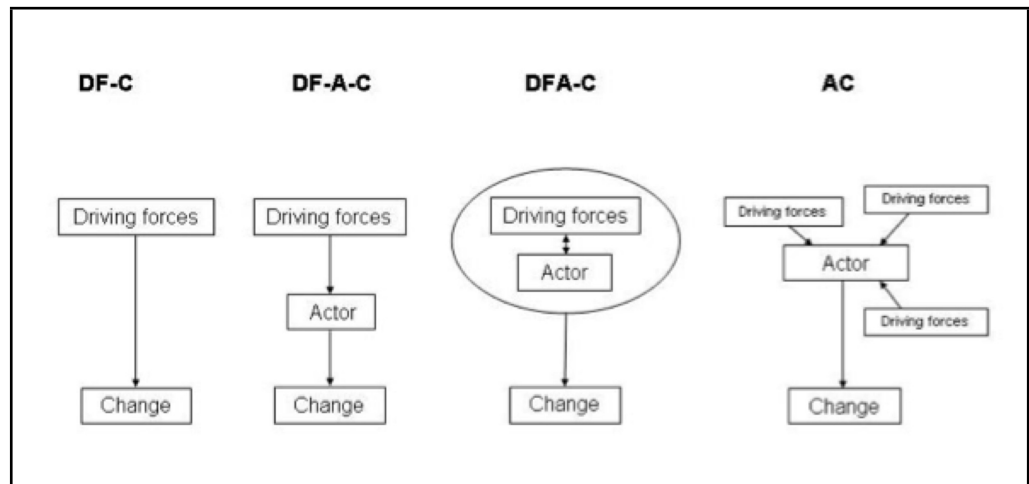 DF-C DF-A-C DFA-C AC
Driving forces Driving forces Driving forces Driving forces Driving forces
Actor Actor
Actor
Driving forces
Change Change Change Change